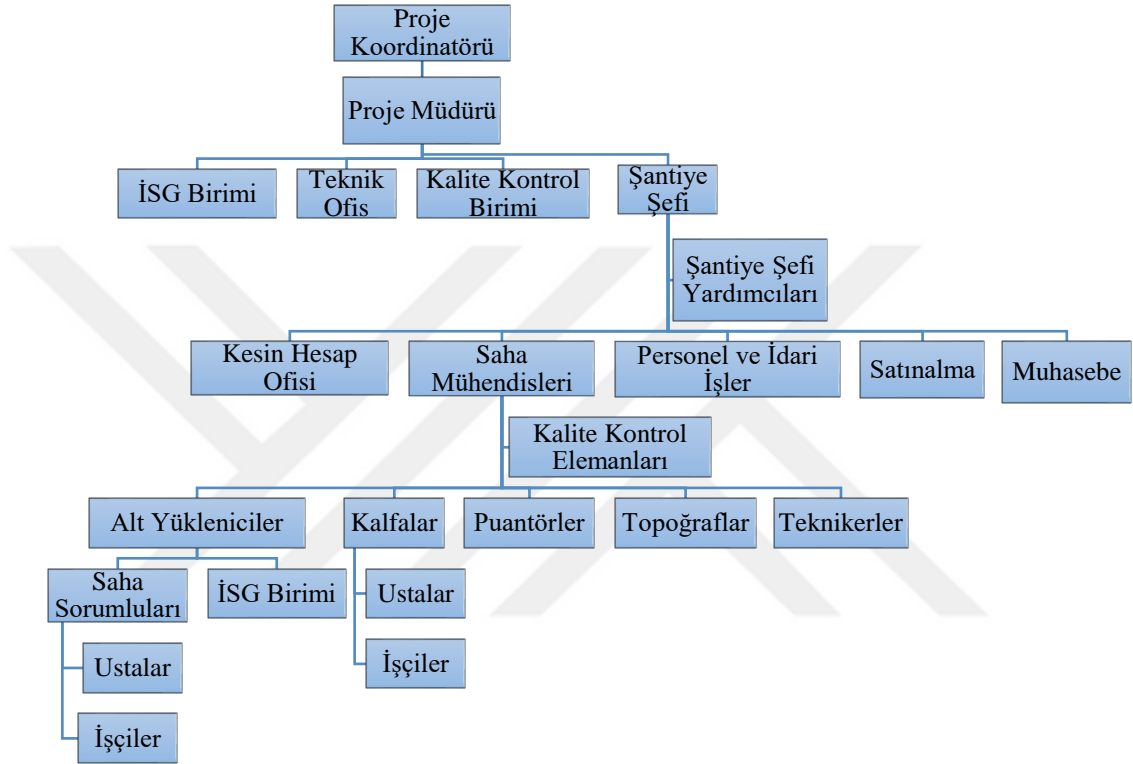 Proje
Koordinatörü
Proje Müdürü
İSG Birimi
Teknik
Ofis
Kalite Kontrol
Birimi
Şantiye
Şefi
Şantiye Şefi
Yardımcıları
Kesin Hesap
Ofisi
Saha
Mühendisleri
Personel ve İdari
İşler
Satınalma
Muhasebe
Kalite Kontrol
Elemanları
Alt Yükleniciler
Kalfalar
Puantörler
Topoğraflar
Teknikerler
Saha
Sorumluları
İSG Birimi
Ustalar
İşçiler
Ustalar
İşçiler